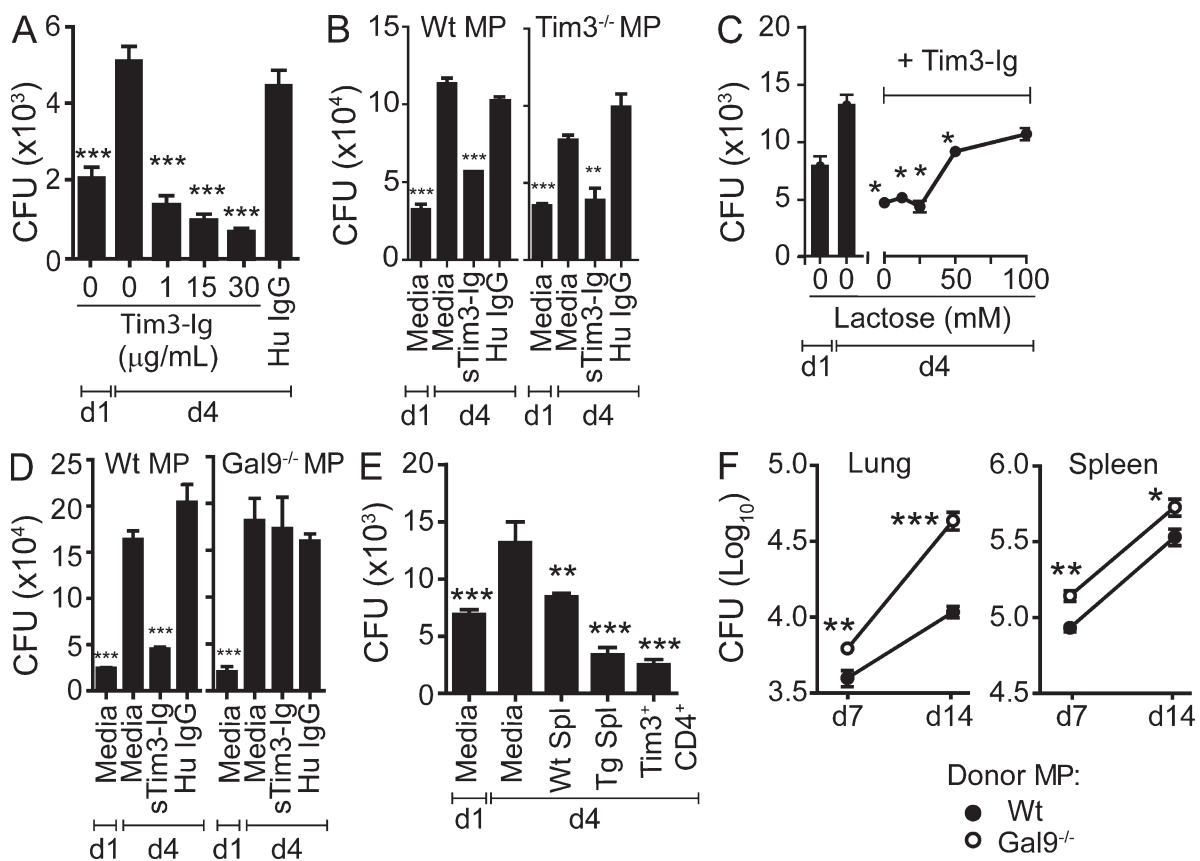 A
CFU (x10³)
6
4
2
0
***
***
***
***
0 0 1 15 30 Hu IgG
Tim3-Ig
(µg/mL)
d1 d4
B
Wt MP Tim3-/- MP
CFU (x10⁴)
15
10
5
0
***
***
***
**
Media Media sTim3-Ig Hu IgG Media Media sTim3-Ig Hu IgG
d1 d4 d1 d4
C
CFU (x10³)
20
15
10
5
0
+ Tim3-Ig
* * * *
0 0 0 50 100
Lactose (mM)
d1 d4
D
Wt MP Gal9-/- MP
CFU (x10⁴)
25
20
15
10
5
0
***
***
***
Media Media sTim3-Ig Hu IgG Media Media sTim3-Ig Hu IgG
d1 d4 d1 d4
E
CFU (x10³)
20
15
10
5
0
***
**
***
***
Media Media Wt Spl Tg Spl Tim3⁺
CD4⁺
d1 d4
F
Lung
CFU (Log₁₀)
5.0
4.5
4.0
3.5
**
***
d7 d14
Spleen
6.0
5.5
5.0
4.5
**
*
d7 d14
Donor MP:
Wt
Gal9-/-